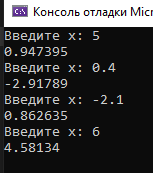 Консоль отладки Micr
Введите x: 5
0.947395
Введите x: 0.4
-2.91789
Введите x: -2.1
0.862635
Введите x: 6
4.58134